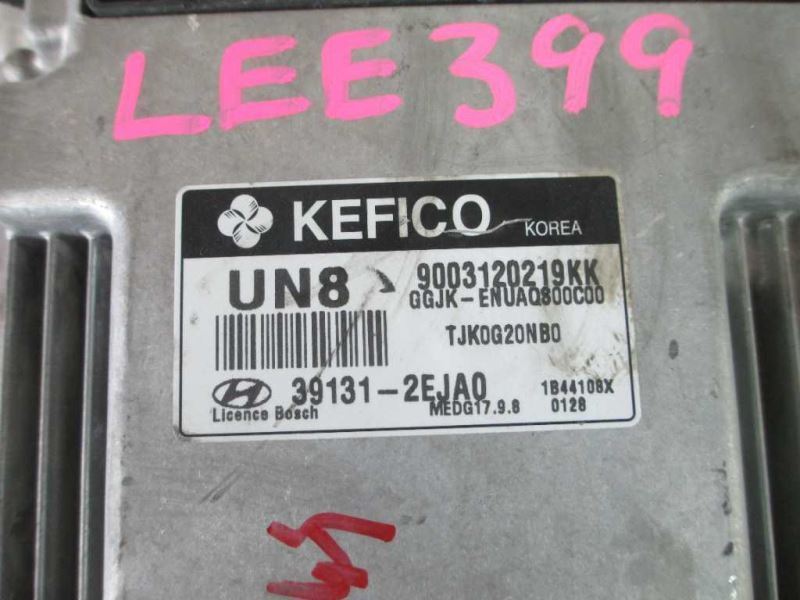 LEE399
KEFICO KOREA
UN8 9003120219KK
GGJK-ENUAQ800C00
TJK0G20NB0
39131-2EJA0 1B44108X
Licence Bosch MEDG17.9.8 0128